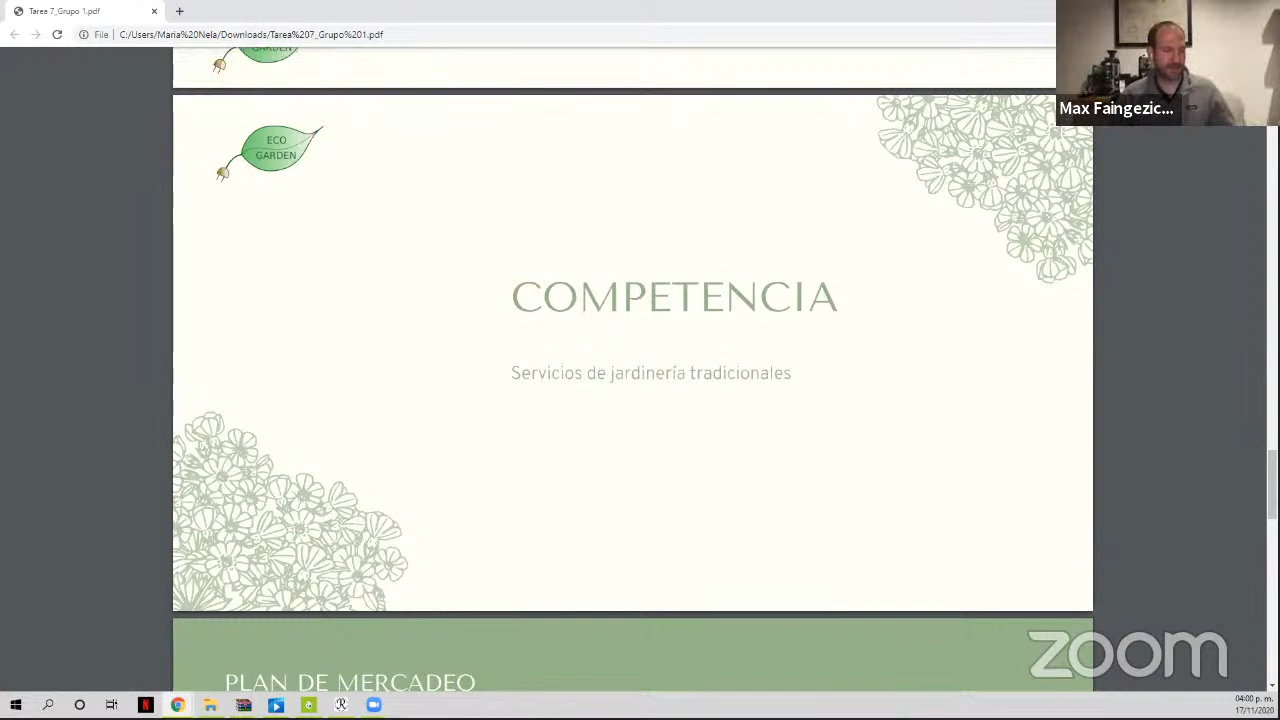 Tarea 7_Grupo 1.pdf
File
C:/Users/Maria%20Nela/Downloads/Tarea%207_Grupo%201.pdf
GARDEN
Max Faingezic...
ECO
GARDEN
COMPETENCIA
Servicios de jardinería tradicionales
PLAN DE MERCADEO
zoom
04:00 p. m.
17/11/2020